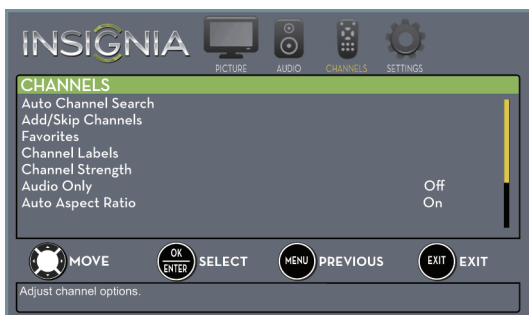 INSIGNIA
PICTURE AUDIO CHANNELS SETTINGS
CHANNELS
Auto Channel Search
Add/Skip Channels
Favorites
Channel Labels
Channel Strength
Audio Only Off
Auto Aspect Ratio On
MOVE OK ENTER SELECT MENU PREVIOUS EXIT EXIT
Adjust channel options.